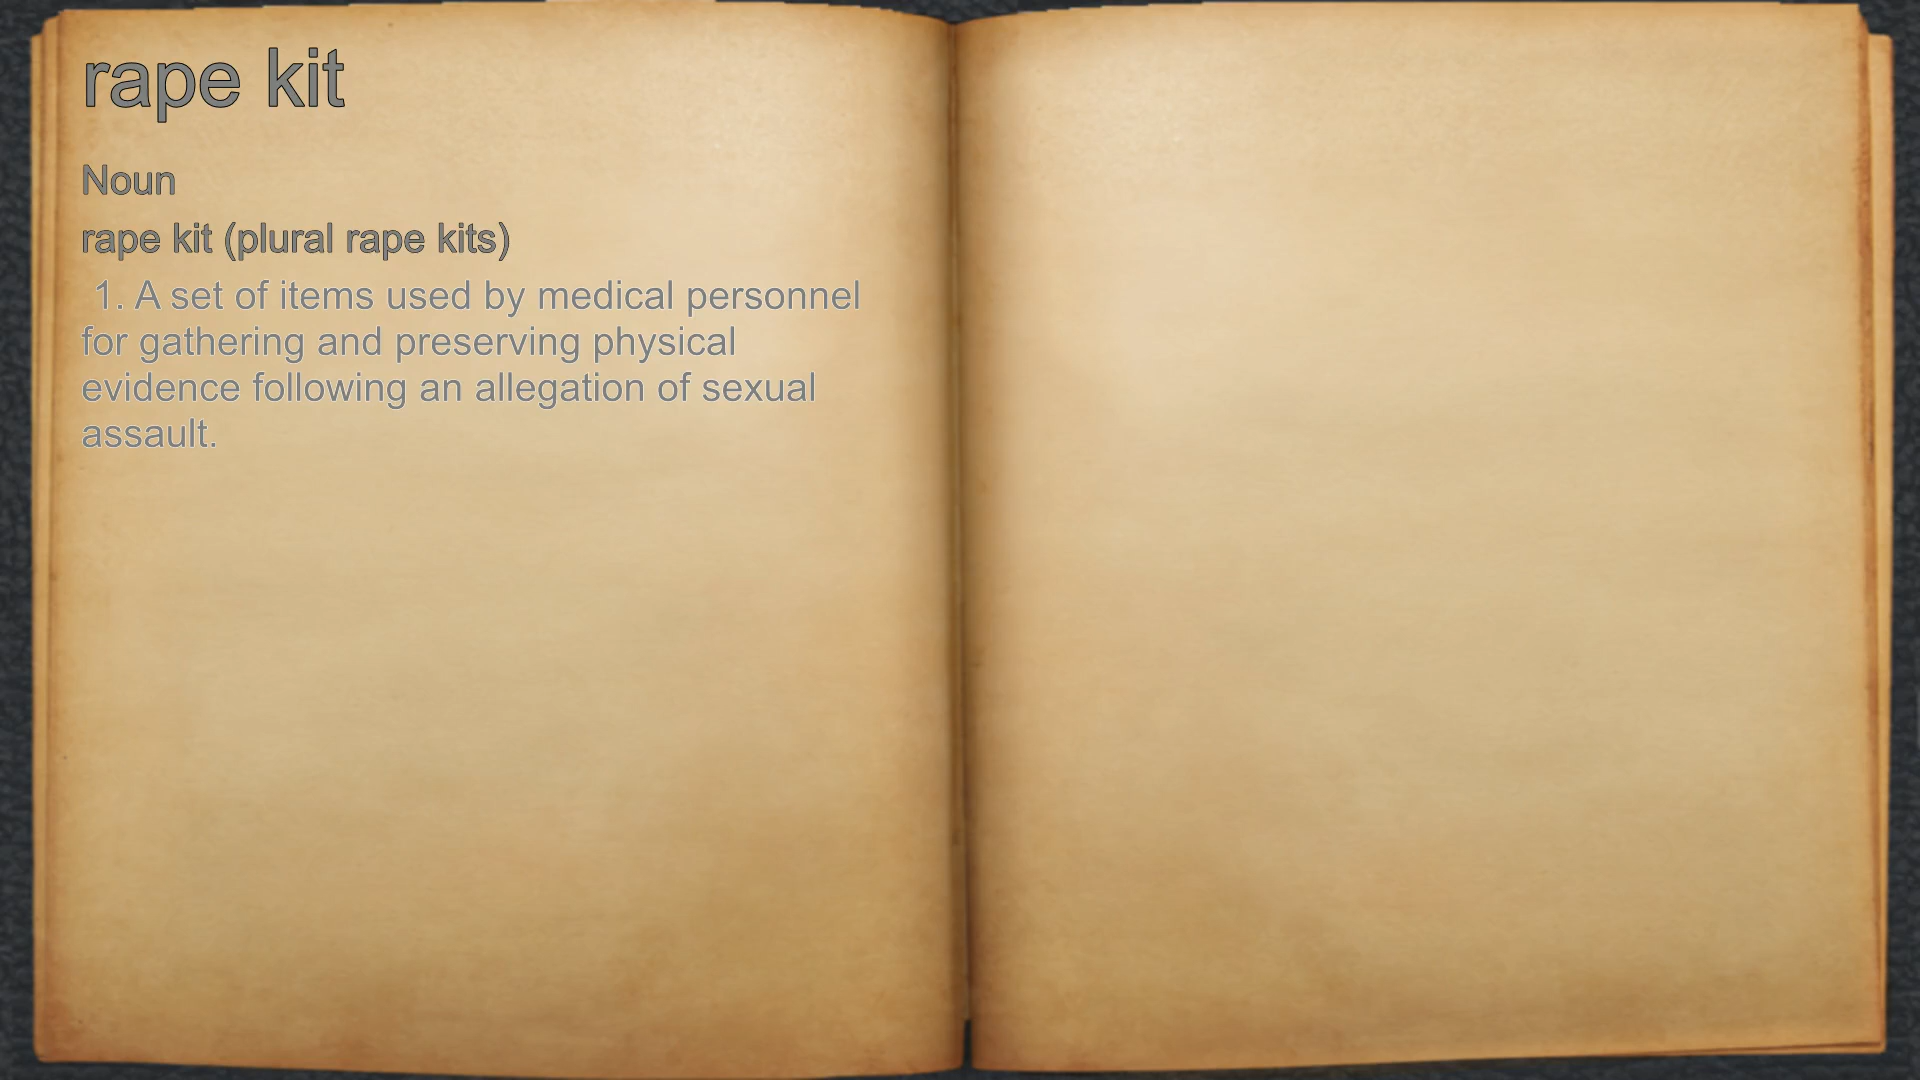 rape kit
Noun
rape kit (plural rape kits)
1. A set of items used by medical personnel
for gathering and preserving physical
evidence following an allegation of sexual
assault.